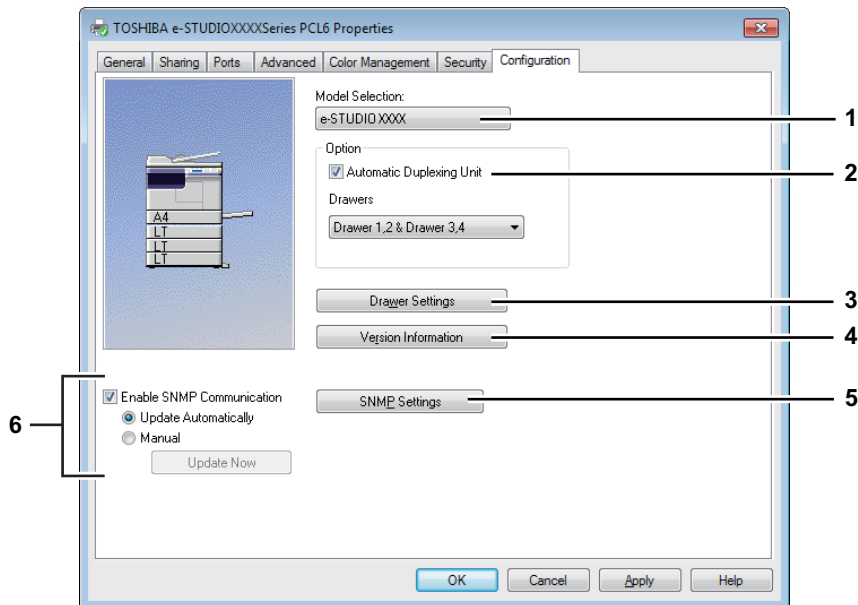 TOSHIBA e-STUDIOXXXXSeries PCL6 Properties
General Sharing Ports Advanced Color Management Security Configuration
Model Selection:
e-STUDIO XXXX
1
Option
Automatic Duplexing Unit
2
Drawers
Drawer 1,2 & Drawer 3,4
A4
LT
LT
LT
Drawer Settings
3
Version Information
4
6
Enable SNMP Communication
SNMP Settings
5
Update Automatically
Manual
Update Now
OK Cancel Apply Help